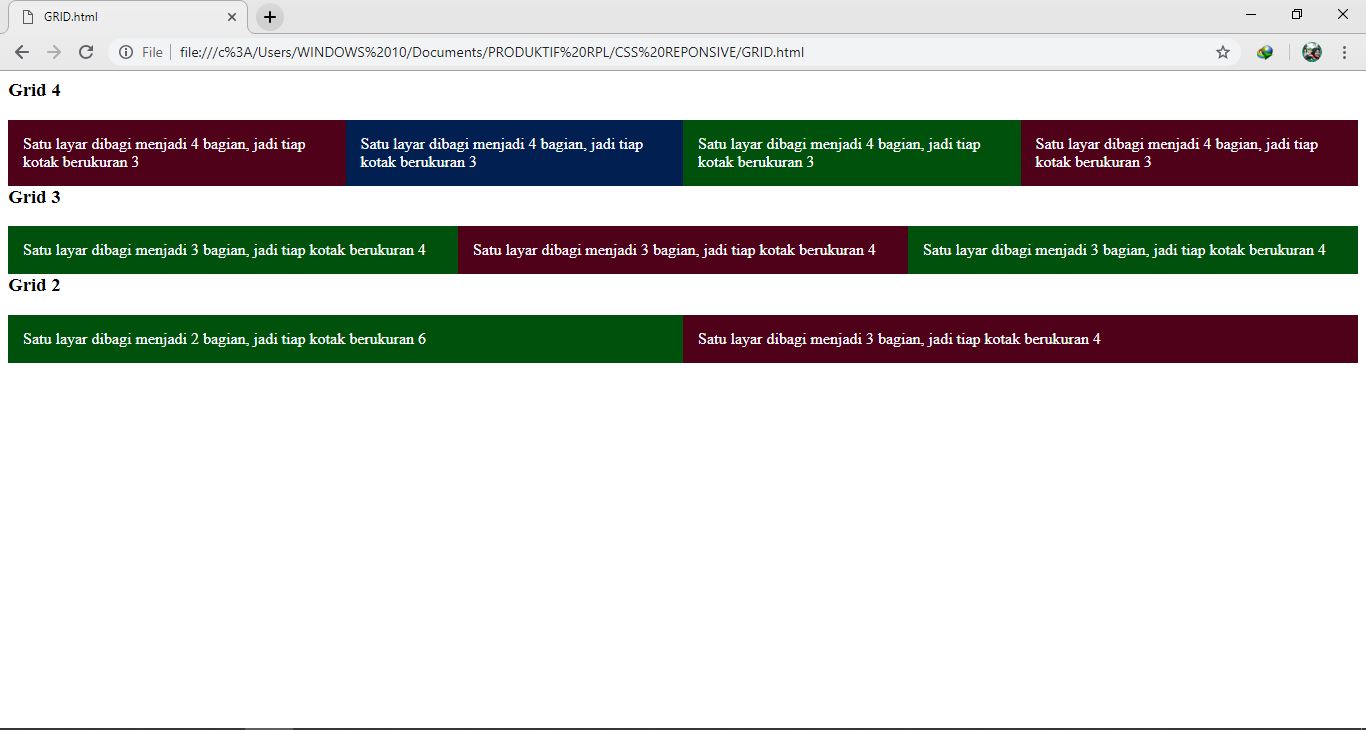 GRID.html
File
file:///c%3A/Users/WINDOWS%2010/Documents/PRODUKTIF%20RPL/CSS%20REPONSIVE/GRID.html
Grid 4
Satu layar dibagi menjadi 4 bagian, jadi tiap
kotak berukuran 3
Satu layar dibagi menjadi 4 bagian, jadi tiap
kotak berukuran 3
Satu layar dibagi menjadi 4 bagian, jadi tiap
kotak berukuran 3
Satu layar dibagi menjadi 4 bagian, jadi tiap
kotak berukuran 3
Grid 3
Satu layar dibagi menjadi 3 bagian, jadi tiap kotak berukuran 4
Satu layar dibagi menjadi 3 bagian, jadi tiap kotak berukuran 4
Satu layar dibagi menjadi 3 bagian, jadi tiap kotak berukuran 4
Grid 2
Satu layar dibagi menjadi 2 bagian, jadi tiap kotak berukuran 6
Satu layar dibagi menjadi 3 bagian, jadi tiap kotak berukuran 4